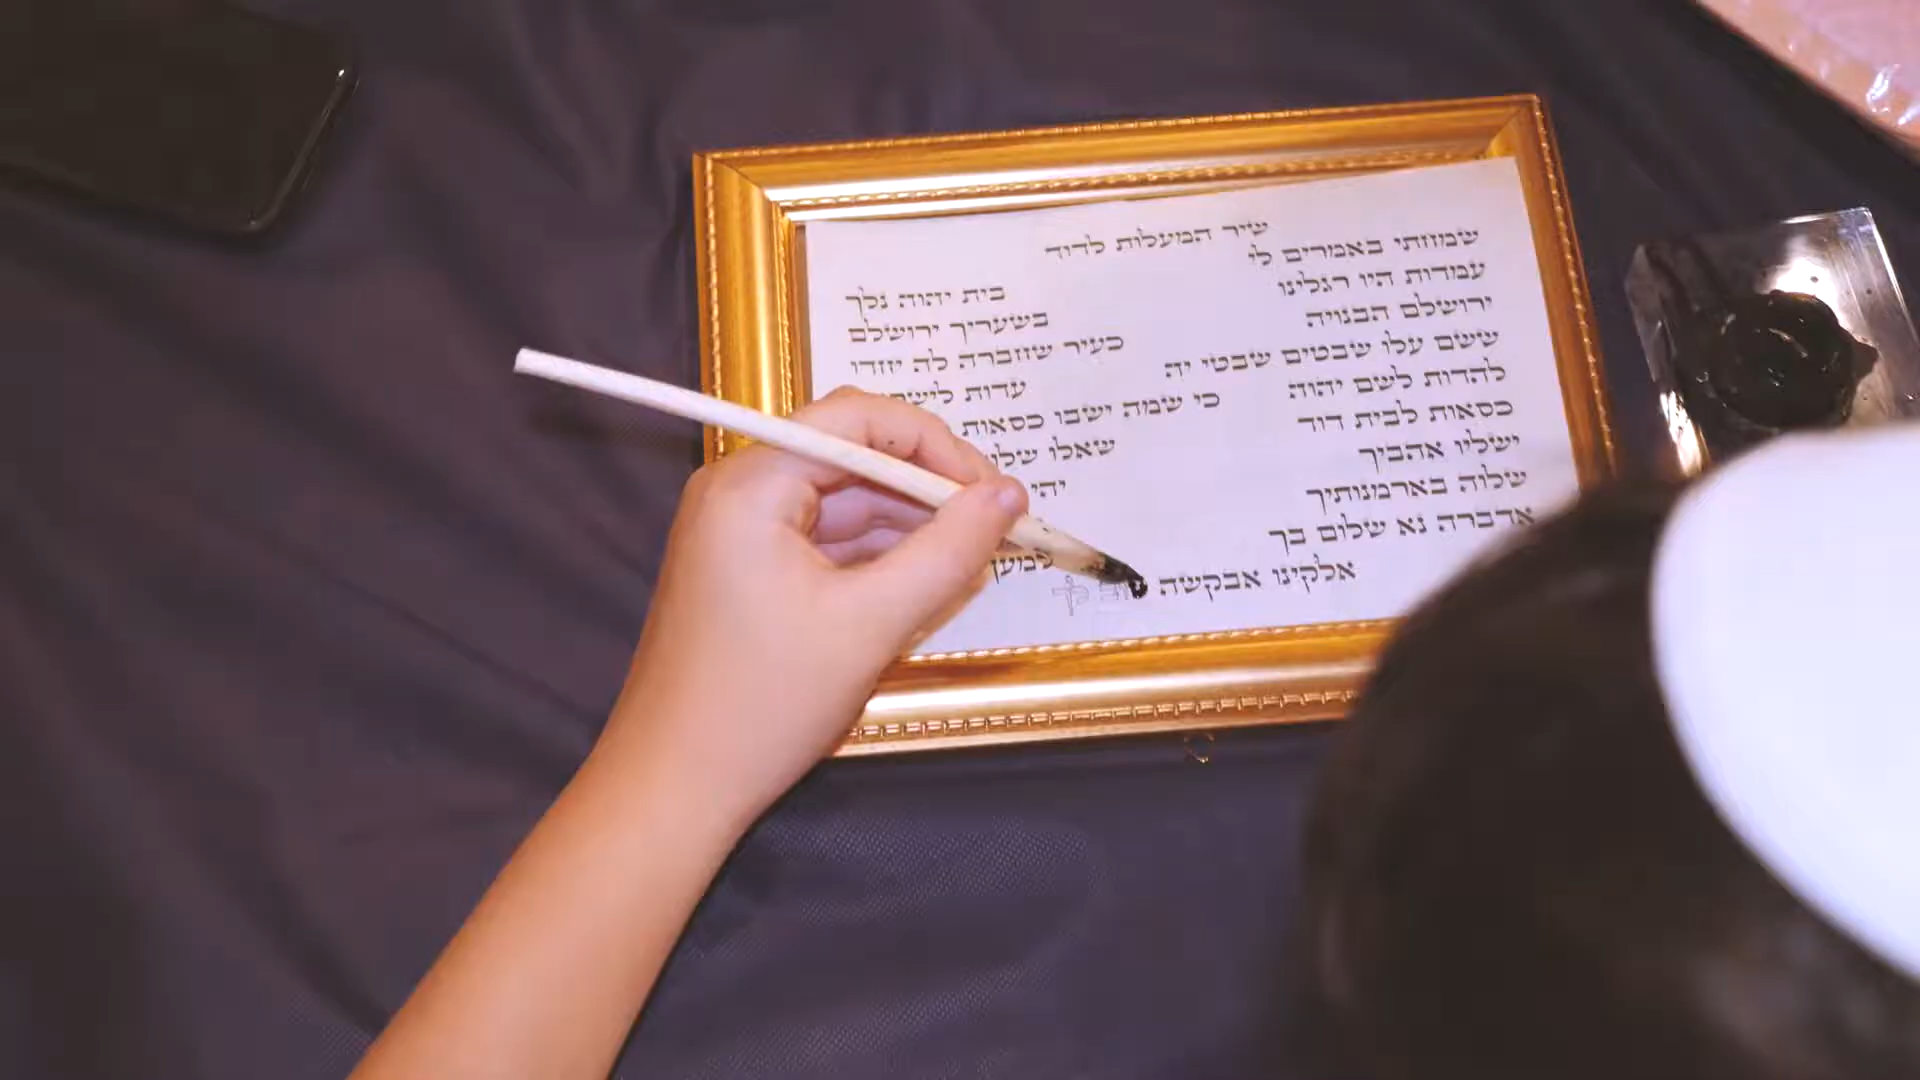 שיר המעלות לדוד
שמחתי באמרים לי בית יהוה נלך
עמדות היו רגלינו בשעריך ירושלם
ירושלם הבנויה כעיר שחברה לה יחדו
ששם עלו שבטים שבטי יה עדות
להדות לשם יהוה כי שמה ישבו כסאות
כסאות לבית דוד שאלו
ישליו אהביך יהי
שלוה בארמנותיך למען
אדברה נא שלום בך
אלקינו אבקשה